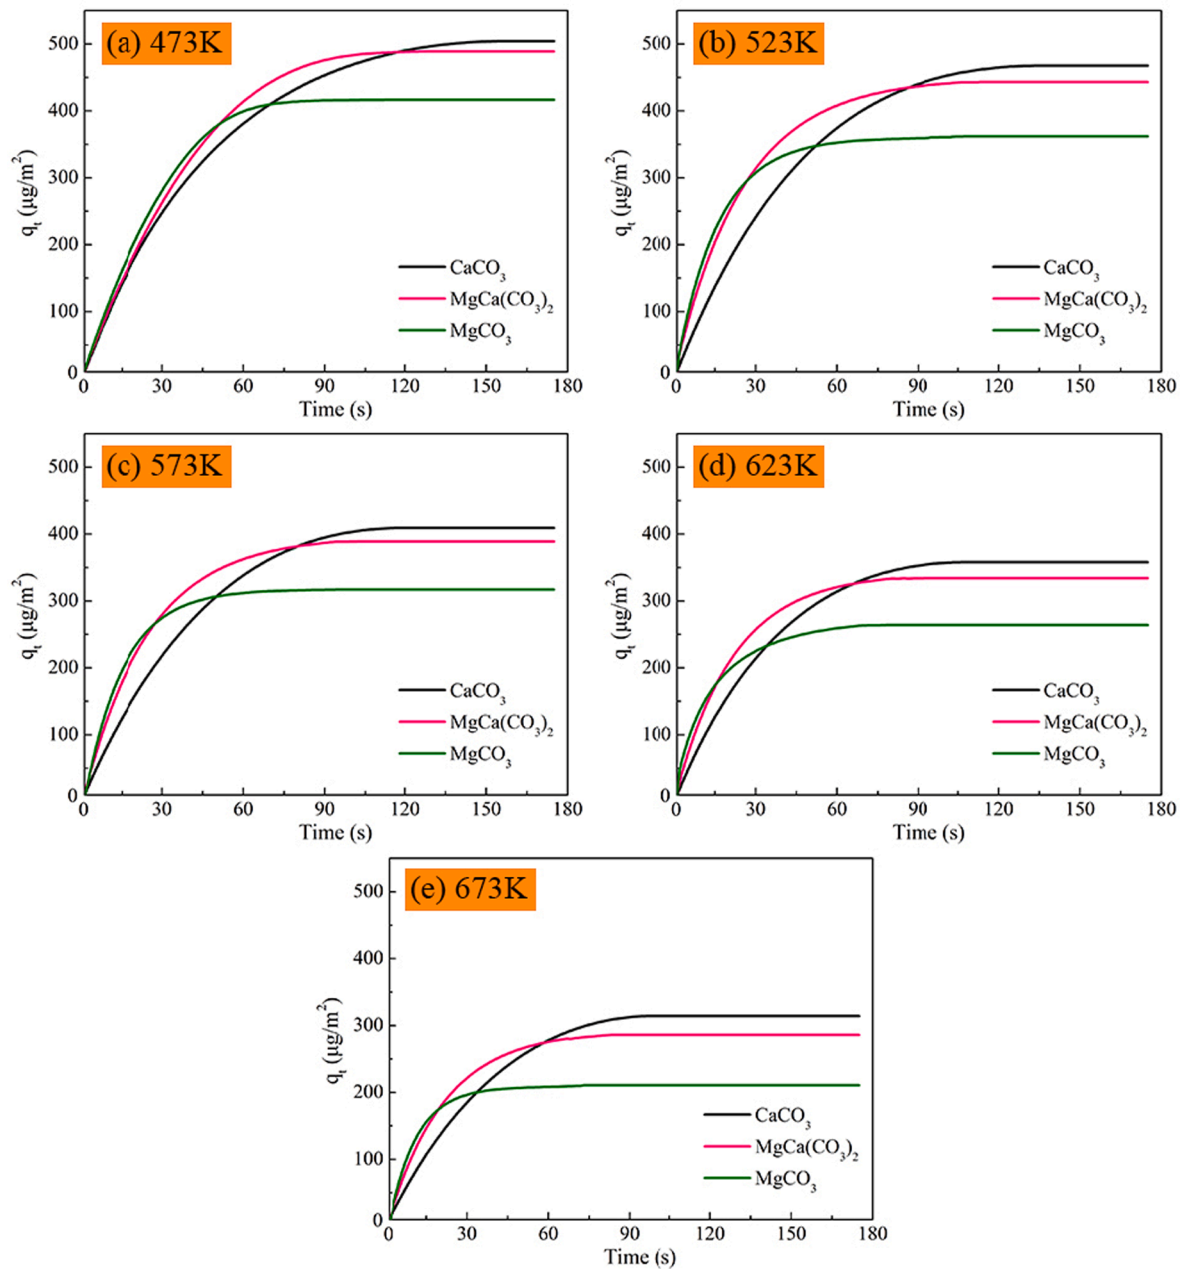 (a) 473K
500
400
300
200
100
0
qₜ (μg/m²)
CaCO₃
MgCa(CO₃)₂
MgCO₃
0 30 60 90 120 150 180
Time (s)
(b) 523K
500
400
300
200
100
0
qₜ (μg/m²)
CaCO₃
MgCa(CO₃)₂
MgCO₃
0 30 60 90 120 150 180
Time (s)
(c) 573K
500
400
300
200
100
0
qₜ (μg/m²)
CaCO₃
MgCa(CO₃)₂
MgCO₃
0 30 60 90 120 150 180
Time (s)
(d) 623K
500
400
300
200
100
0
qₜ (μg/m²)
CaCO₃
MgCa(CO₃)₂
MgCO₃
0 30 60 90 120 150 180
Time (s)
(e) 673K
500
400
300
200
100
0
qₜ (μg/m²)
CaCO₃
MgCa(CO₃)₂
MgCO₃
0 30 60 90 120 150 180
Time (s)